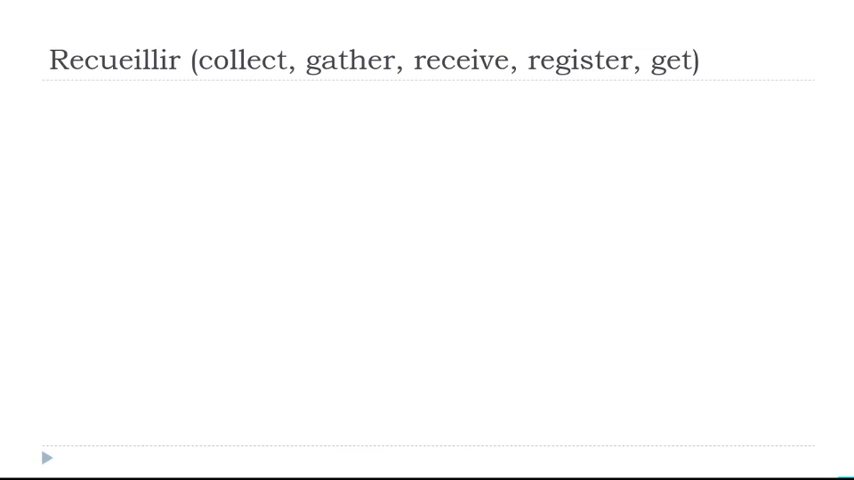 Recueillir (collect, gather, receive, register, get)